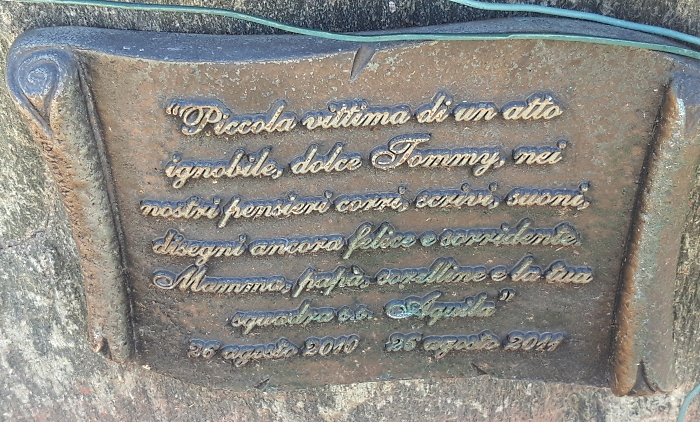 "Piccola vittima di un atto
ignobile, dolce Tommy, nei
nostri pensieri corri, scrivi, suoni,
disegni ancora felice e sorridente.
Mamma, papà, sorelline e la tua
squadra s.s. Aquila"
26 agosto 2010 26 agosto 2011